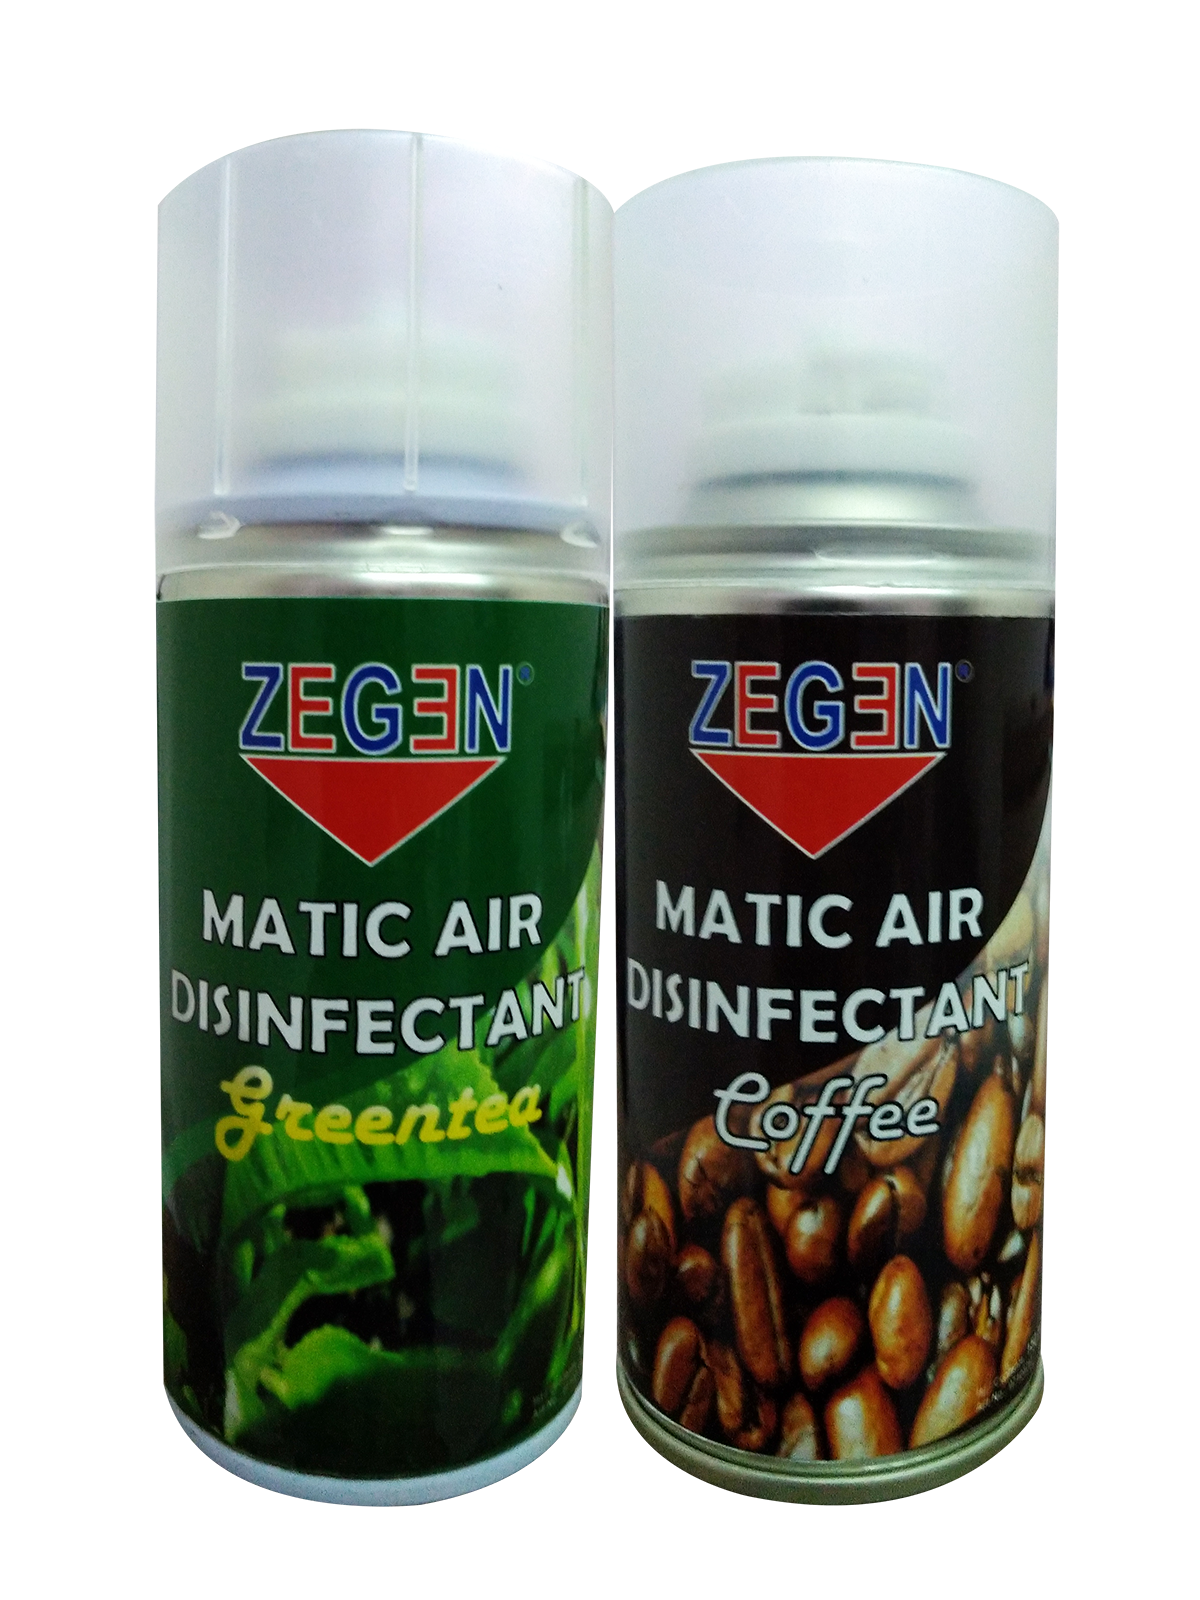 ZEGEN®
MATIC AIR
DISINFECTANT
Greentea
ZEGEN®
MATIC AIR
DISINFECTANT
Coffee